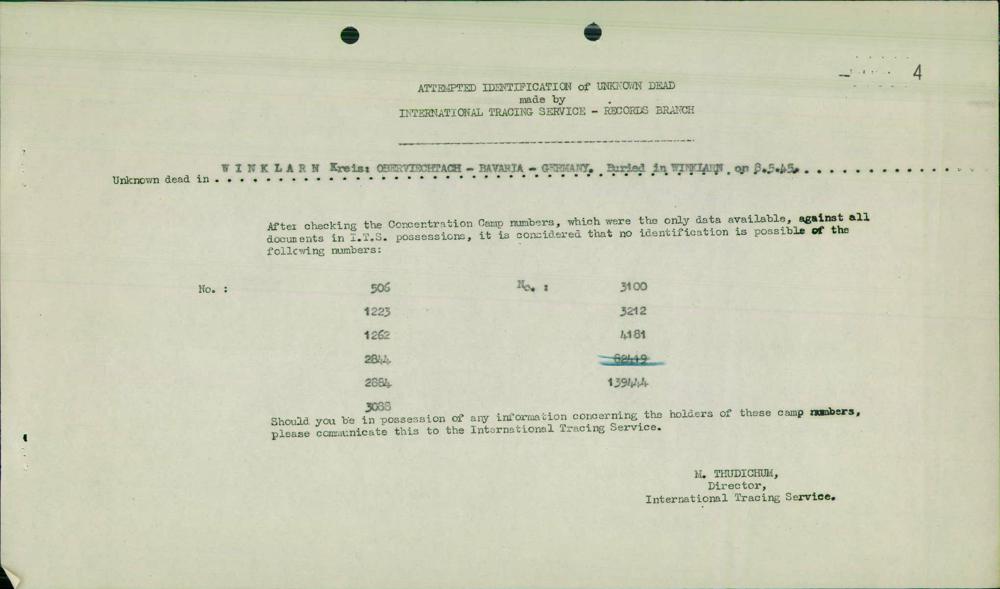 4
ATTEMPTED IDENTIFICATION of UNKNOWN DEAD
made by
INTERNATIONAL TRACING SERVICE - RECORDS BRANCH
Unknown dead in . WINKLARN Kreis: OBERVIECHTACH - BAVARIA - GERMANY. Buried in WINKLARN, on 8.5.45.
After checking the Concentration Camp numbers, which were the only data available, against all
documents in I.T.S. possessions, it is concidered that no identification is possible of the
following numbers:
No. : 506 No. : 3100
1223 3212
1262 4181
2844 82419
2884 139444
3088
Should you be in possession of any information concerning the holders of these camp numbers,
please communicate this to the International Tracing Service.
M. THUDICHUM,
Director,
International Tracing Service.